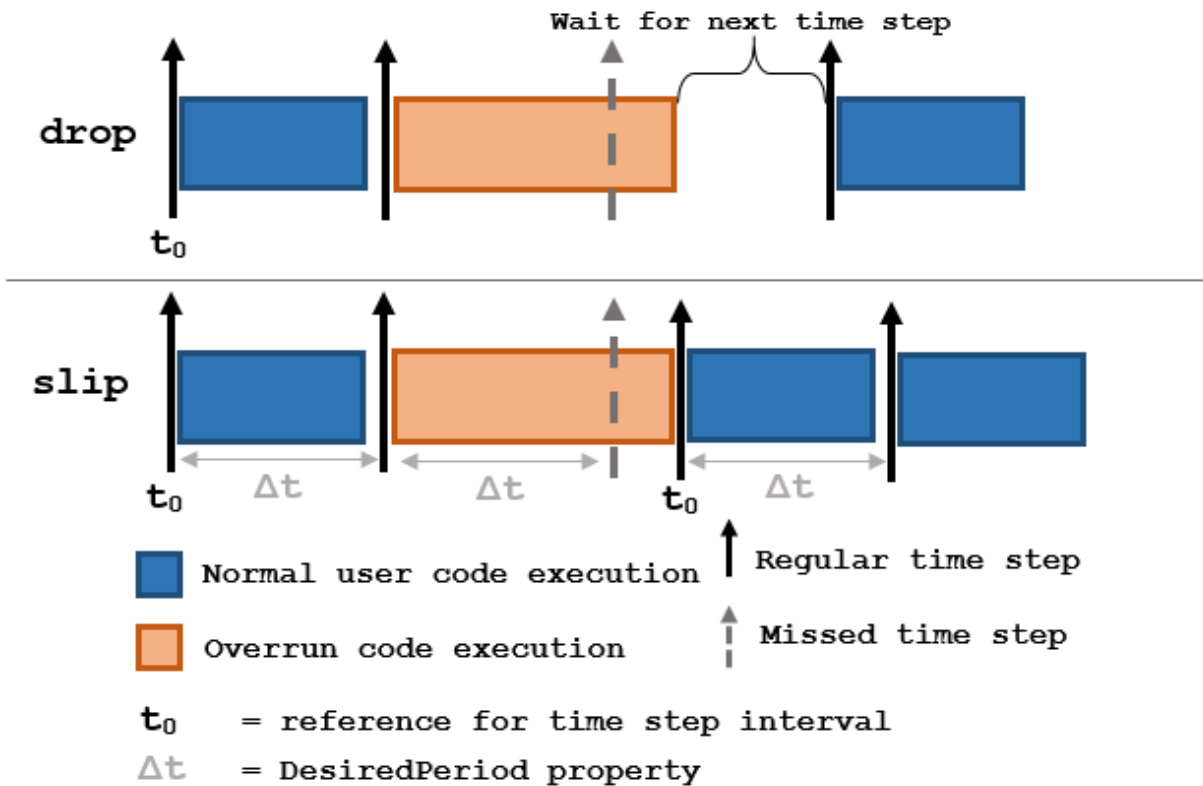 Wait for next time step
drop
t₀
slip
Δt
Δt
Δt
t₀
t₀
Normal user code execution
Regular time step
Overrun code execution
Missed time step
t₀ = reference for time step interval
Δt = DesiredPeriod property